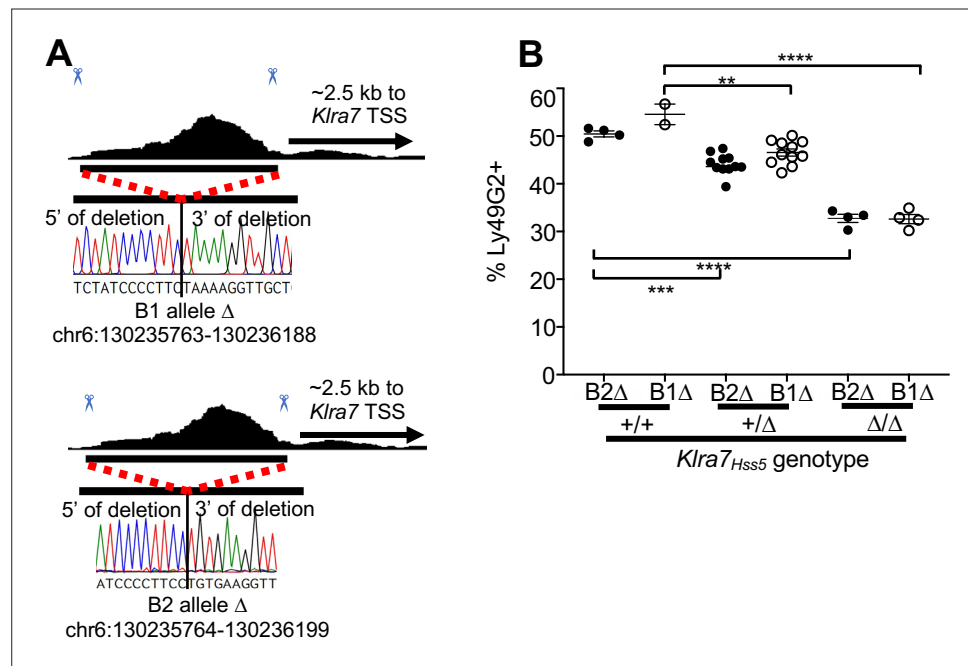 A
~2.5 kb to
Klra7 TSS
5’ of deletion
3’ of deletion
TCTATCCCCTTCTAAAAGGTTGCT
B1 allele Δ
chr6:130235763-130236188
~2.5 kb to
Klra7 TSS
5’ of deletion
3’ of deletion
ATCCCCTTCCTGTGAAGGTT
B2 allele Δ
chr6:130235764-130236199
B
****
**
60
50
40
30
20
10
0
% Ly49G2+
****
***
B2Δ B1Δ B2Δ B1Δ B2Δ B1Δ
+/+ +/Δ Δ/Δ
Klra7Hss5 genotype